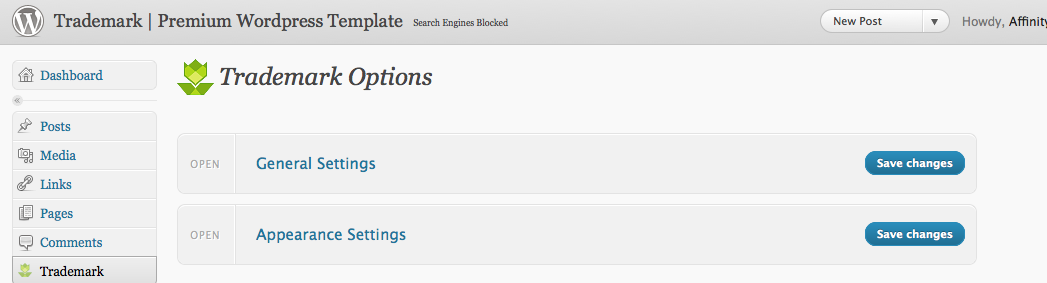 Trademark | Premium Wordpress Template Search Engines Blocked New Post Howdy, Affinity
Dashboard
Trademark Options
Posts
Media
Links
Pages
Comments
Trademark
OPEN General Settings Save changes
OPEN Appearance Settings Save changes